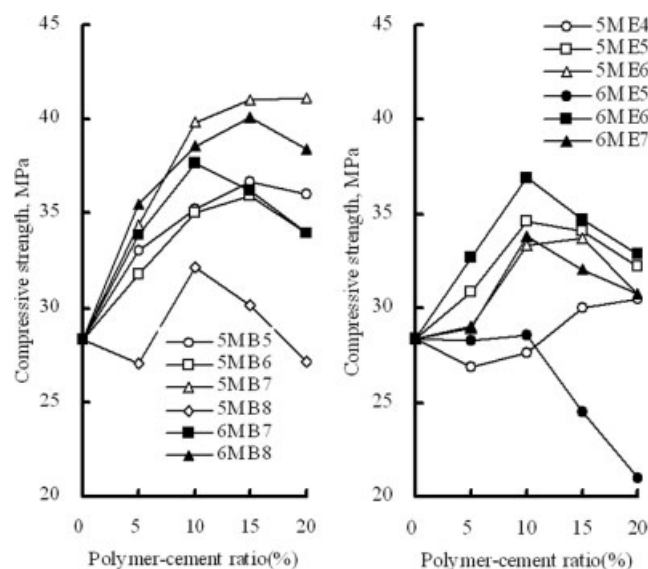 45
40
35
30
25
20
Compressive strength, MPa
5MB5
5MB6
5MB7
5MB8
6MB7
6MB8
0 5 10 15 20
Polymer-cement ratio(%)
45
40
35
30
25
20
Compressive strength, MPa
5ME4
5ME5
5ME6
6ME5
6ME6
6ME7
0 5 10 15 20
Polymer-cement ratio(%)